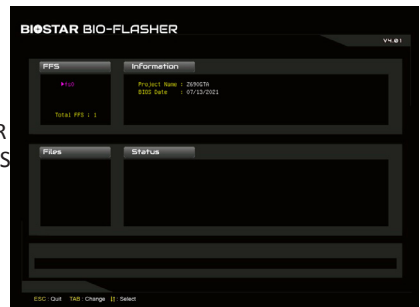 BIOSTAR BIO-FLASHER
V4.01
FPS
Information
Project Name : Z690GTA
BIOS Date : 07/13/2021
Total FPS : 1
R
S
Files
Status
ESC : Quit TAB : Change : Select